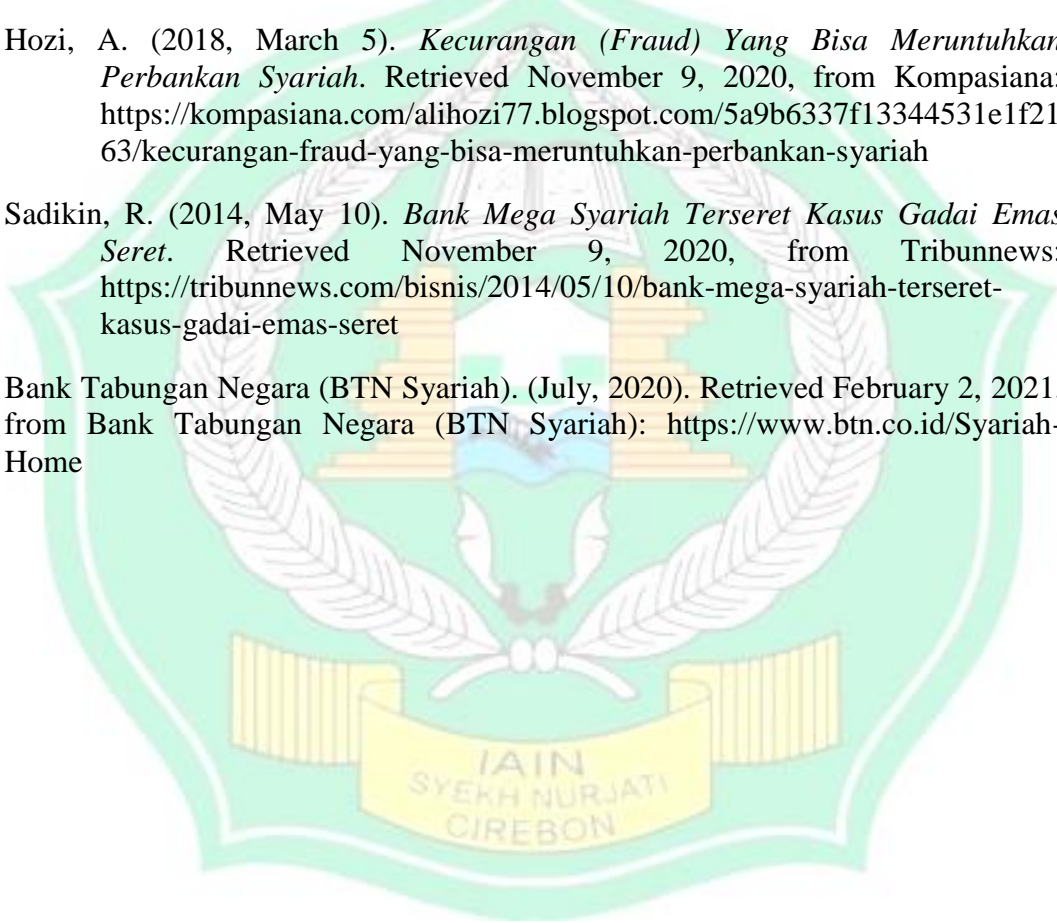 Hozi, A. (2018, March 5). Kecurangan (Fraud) Yang Bisa Meruntuhkan
Perbankan Syariah. Retrieved November 9, 2020, from Kompasiana:
https://kompasiana.com/alihozi77.blogspot.com/5a9b6337f13344531e1f21
63/kecurangan-fraud-yang-bisa-meruntuhkan-perbankan-syariah
Sadikin, R. (2014, May 10). Bank Mega Syariah Terseret Kasus Gadai Emas
Seret. Retrieved November 9, 2020, from Tribunnews:
https://tribunnews.com/bisnis/2014/05/10/bank-mega-syariah-terseret-
kasus-gadai-emas-seret
Bank Tabungan Negara (BTN Syariah). (July, 2020). Retrieved February 2, 2021,
from Bank Tabungan Negara (BTN Syariah): https://www.btn.co.id/Syariah-
Home
IAIN
SYEKH NURJATI
CIREBON